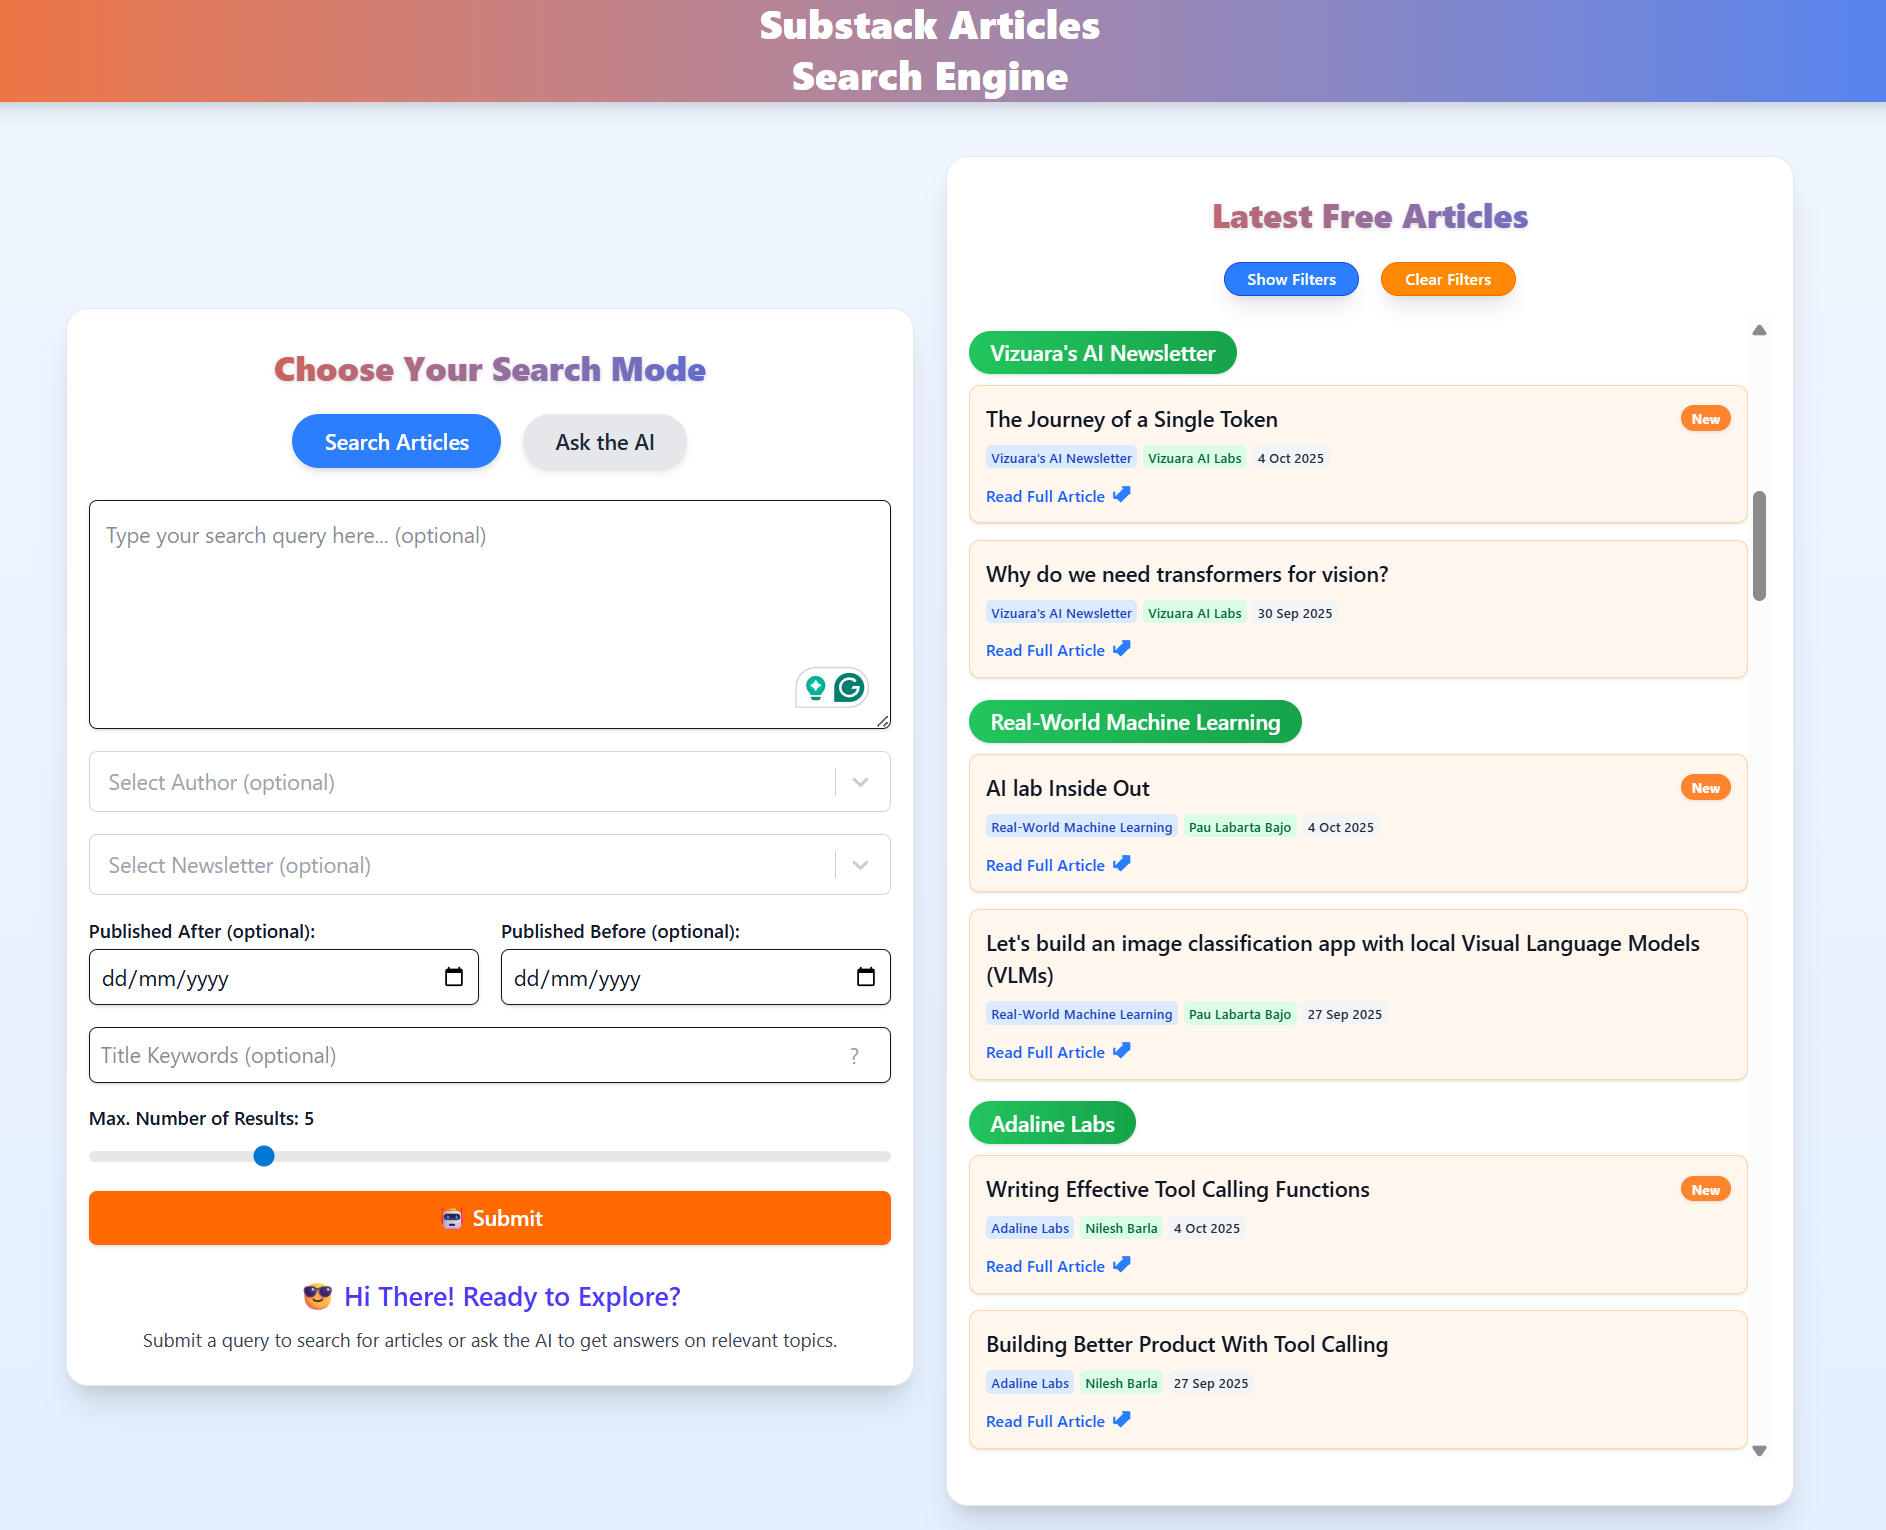 Substack Articles
Search Engine
Choose Your Search Mode
Search Articles
Ask the AI
Type your search query here... (optional)
Select Author (optional)
Select Newsletter (optional)
Published After (optional):
Published Before (optional):
dd/mm/yyyy
dd/mm/yyyy
Title Keywords (optional)
?
Max. Number of Results: 5
Submit
Hi There! Ready to Explore?
Submit a query to search for articles or ask the AI to get answers on relevant topics.
Latest Free Articles
Show Filters
Clear Filters
Vizuara's AI Newsletter
The Journey of a Single Token
New
Vizuara's AI Newsletter Vizuara AI Labs 4 Oct 2025
Read Full Article
Why do we need transformers for vision?
Vizuara's AI Newsletter Vizuara AI Labs 30 Sep 2025
Read Full Article
Real-World Machine Learning
AI lab Inside Out
New
Real-World Machine Learning Pau Labarta Bajo 4 Oct 2025
Read Full Article
Let's build an image classification app with local Visual Language Models
(VLMs)
Real-World Machine Learning Pau Labarta Bajo 27 Sep 2025
Read Full Article
Adaline Labs
Writing Effective Tool Calling Functions
New
Adaline Labs Nilesh Barla 4 Oct 2025
Read Full Article
Building Better Product With Tool Calling
Adaline Labs Nilesh Barla 27 Sep 2025
Read Full Article